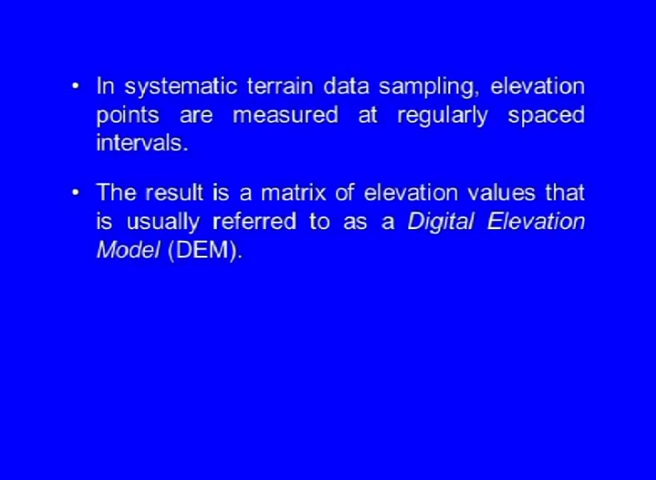 • In systematic terrain data sampling, elevation
points are measured at regularly spaced
intervals.
• The result is a matrix of elevation values that
is usually referred to as a Digital Elevation
Model (DEM).